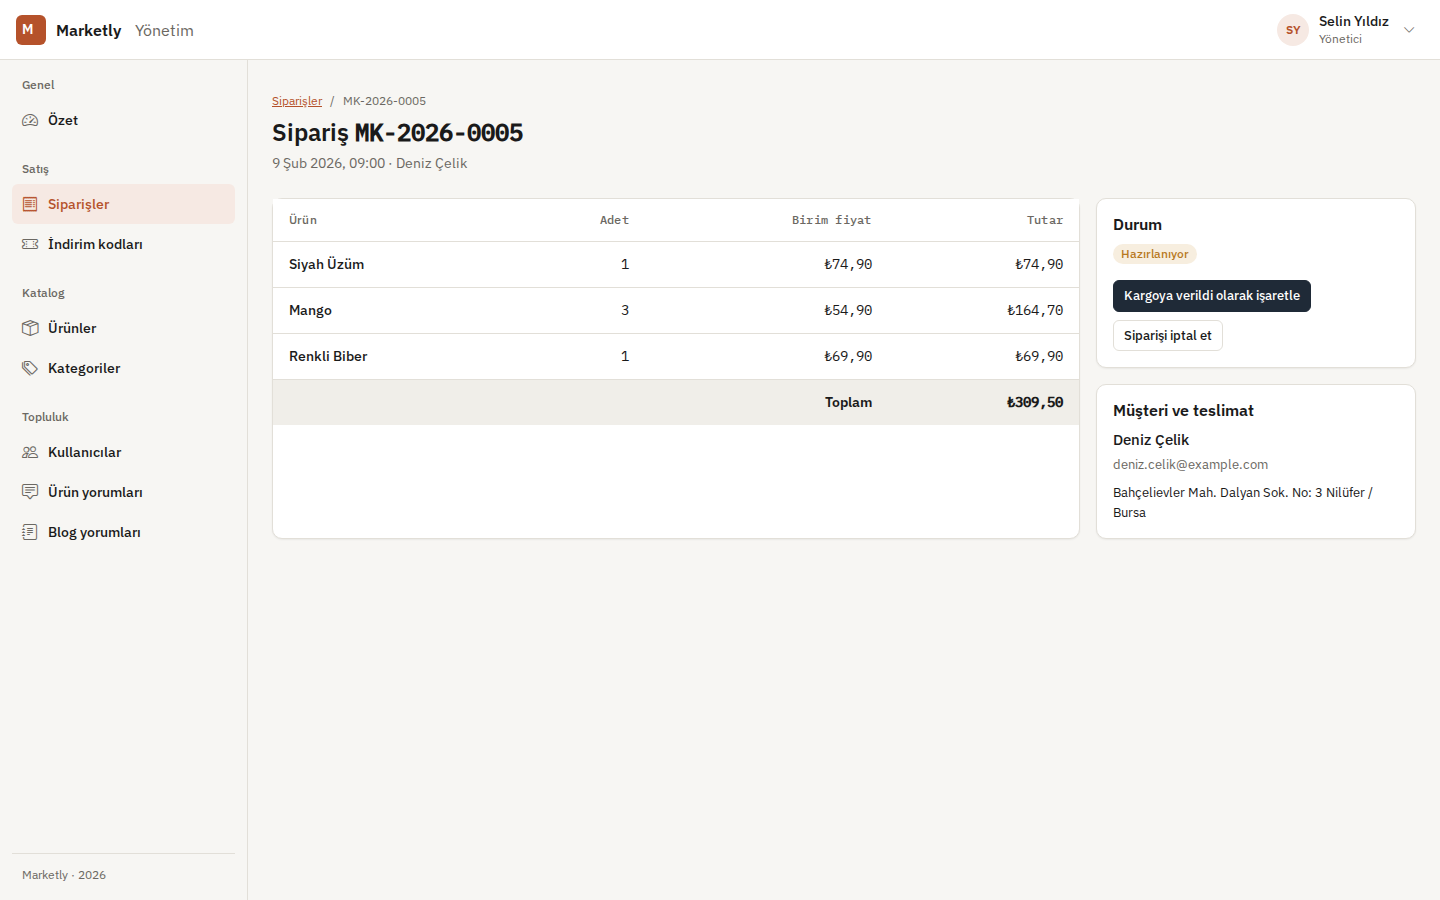 M Marketly Yönetim
SY Selin Yıldız
Yönetici
Genel
Özet
Satış
Siparişler
İndirim kodları
Katalog
Ürünler
Kategoriler
Topluluk
Kullanıcılar
Ürün yorumları
Blog yorumları
Marketly · 2026
Siparişler / MK-2026-0005
Sipariş MK-2026-0005
9 Şub 2026, 09:00 · Deniz Çelik
Ürün Adet Birim fiyat Tutar
Siyah Üzüm 1 ₺74,90 ₺74,90
Mango 3 ₺54,90 ₺164,70
Renkli Biber 1 ₺69,90 ₺69,90
Toplam ₺309,50
Durum
Hazırlanıyor
Kargoya verildi olarak işaretle
Siparişi iptal et
Müşteri ve teslimat
Deniz Çelik
deniz.celik@example.com
Bahçelievler Mah. Dalyan Sok. No: 3 Nilüfer /
Bursa